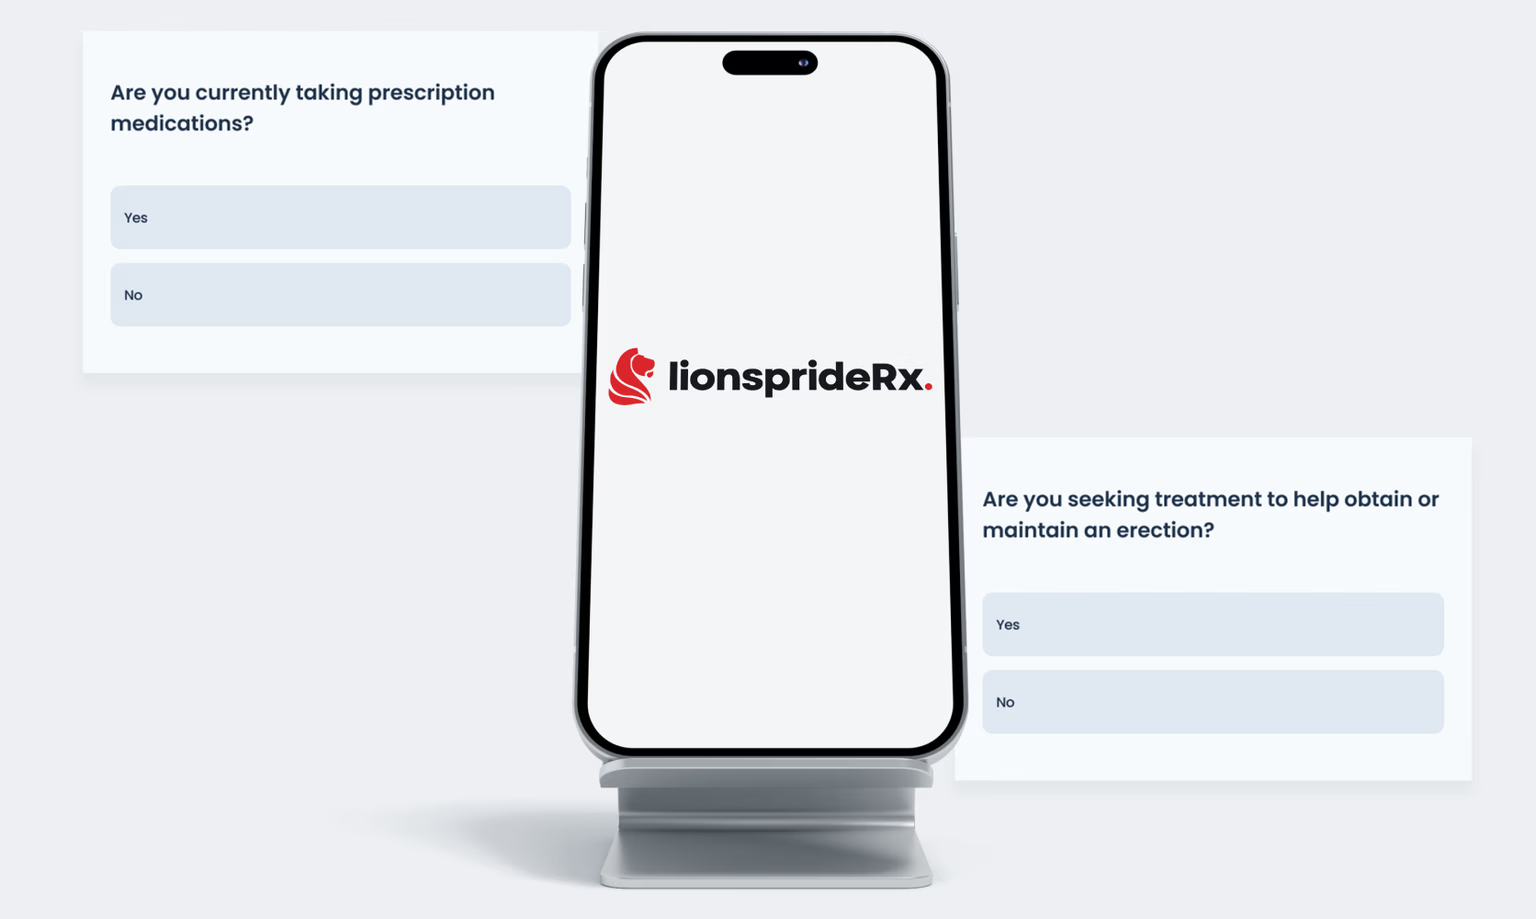 Are you currently taking prescription
medications?
Yes
No
lionsprideRx.
Are you seeking treatment to help obtain or
maintain an erection?
Yes
No